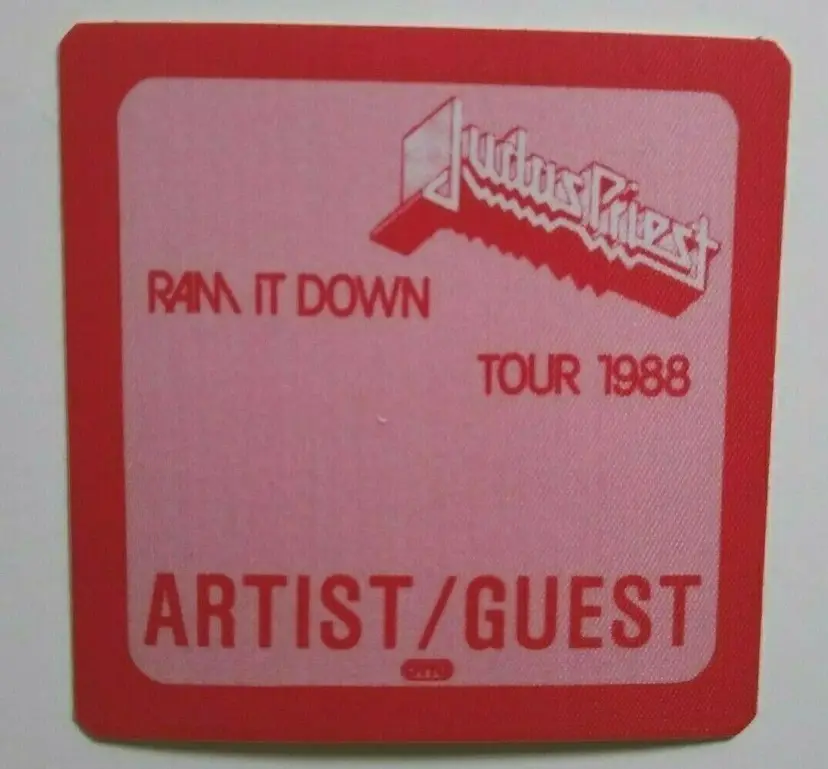 Judas Priest
RAM IT DOWN
TOUR 1988
ARTIST/GUEST